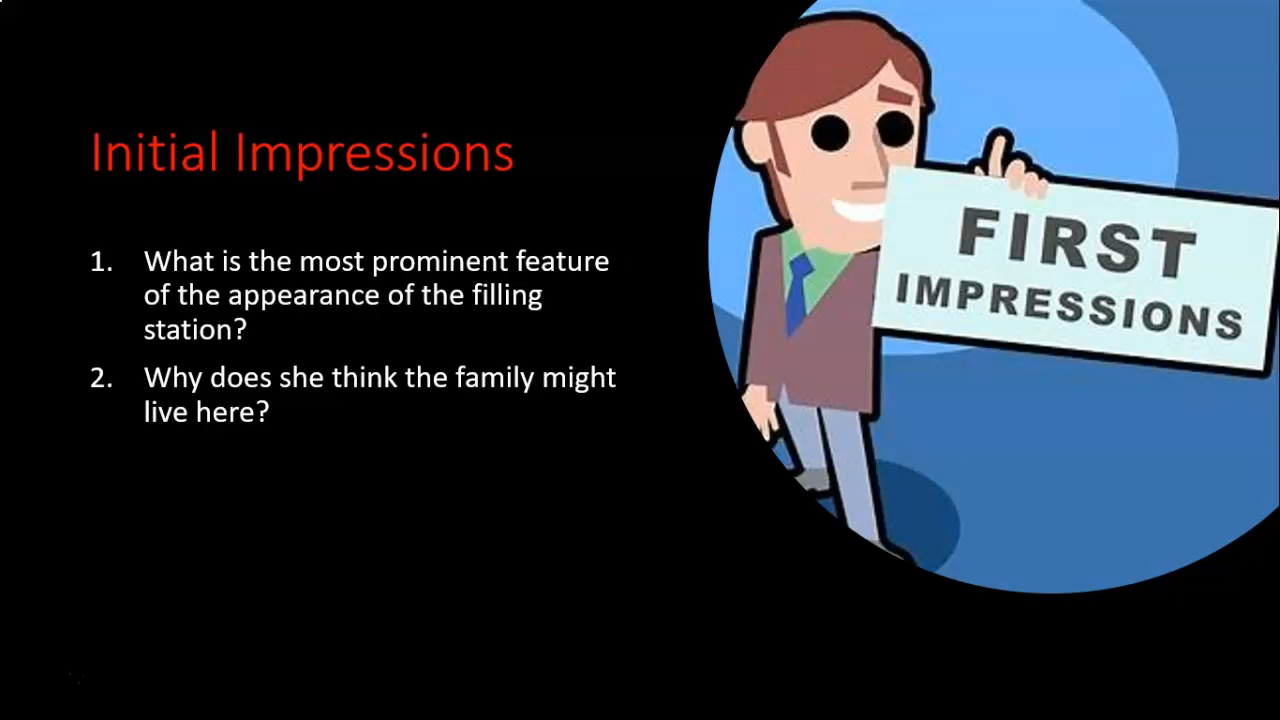 Initial Impressions
1. What is the most prominent feature
of the appearance of the filling
station?
2. Why does she think the family might
live here?
FIRST
IMPRESSIONS